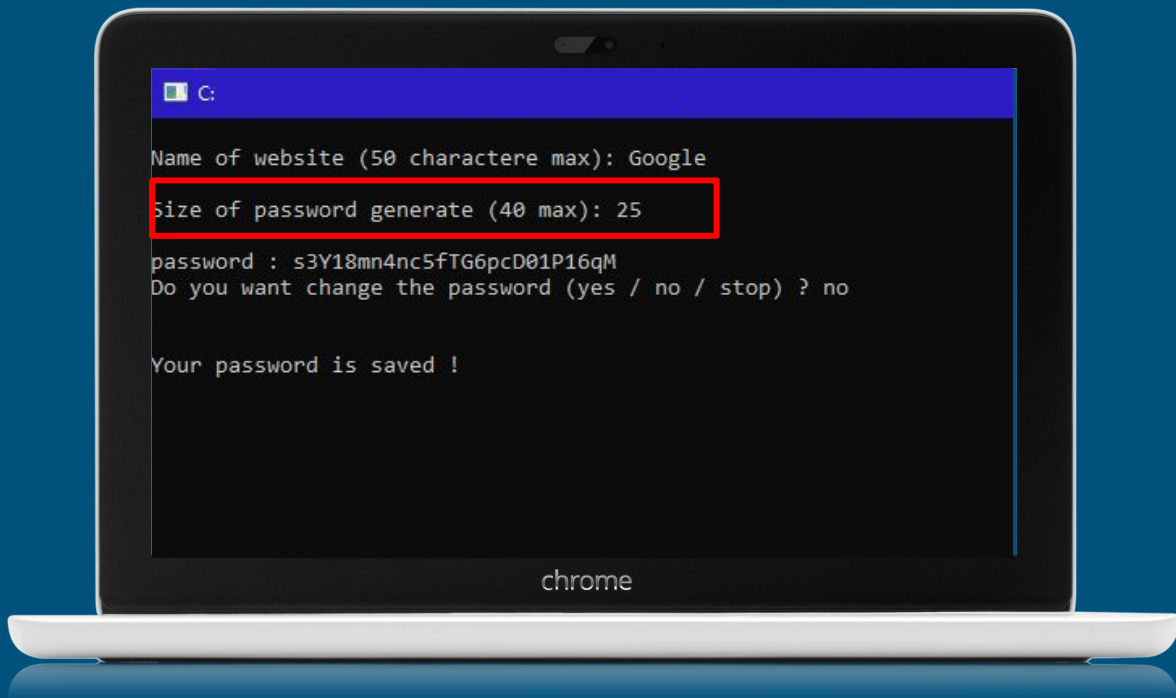 C:
Name of website (50 charactere max): Google
Size of password generate (40 max): 25
password : s3Y18mn4nc5fTG6pcD01P16qM
Do you want change the password (yes / no / stop) ? no
Your password is saved !
chrome